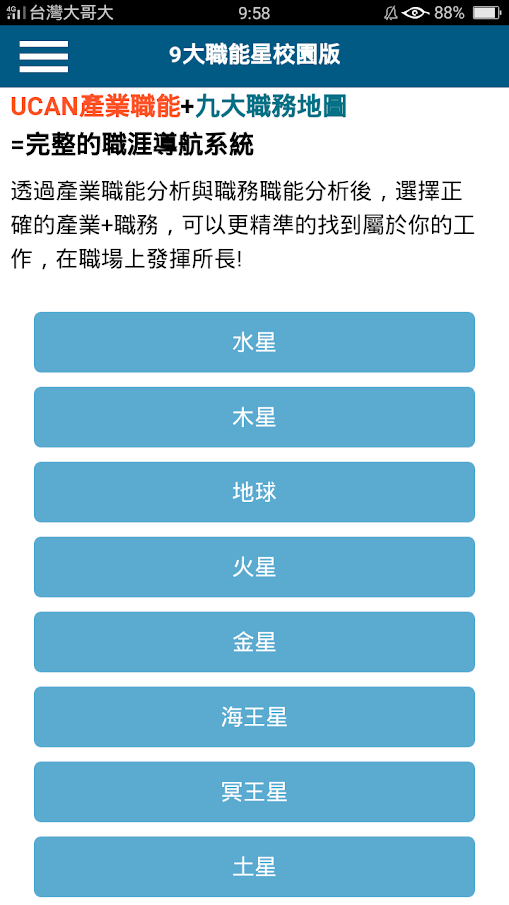 4G 台灣大哥大 9:58 88%
9大職能星校園版
UCAN產業職能+九大職務地圖
=完整的職涯導航系統
透過產業職能分析與職務職能分析後，選擇正
確的產業+職務，可以更精準的找到屬於你的工
作，在職場上發揮所長!
水星
木星
地球
火星
金星
海王星
冥王星
土星